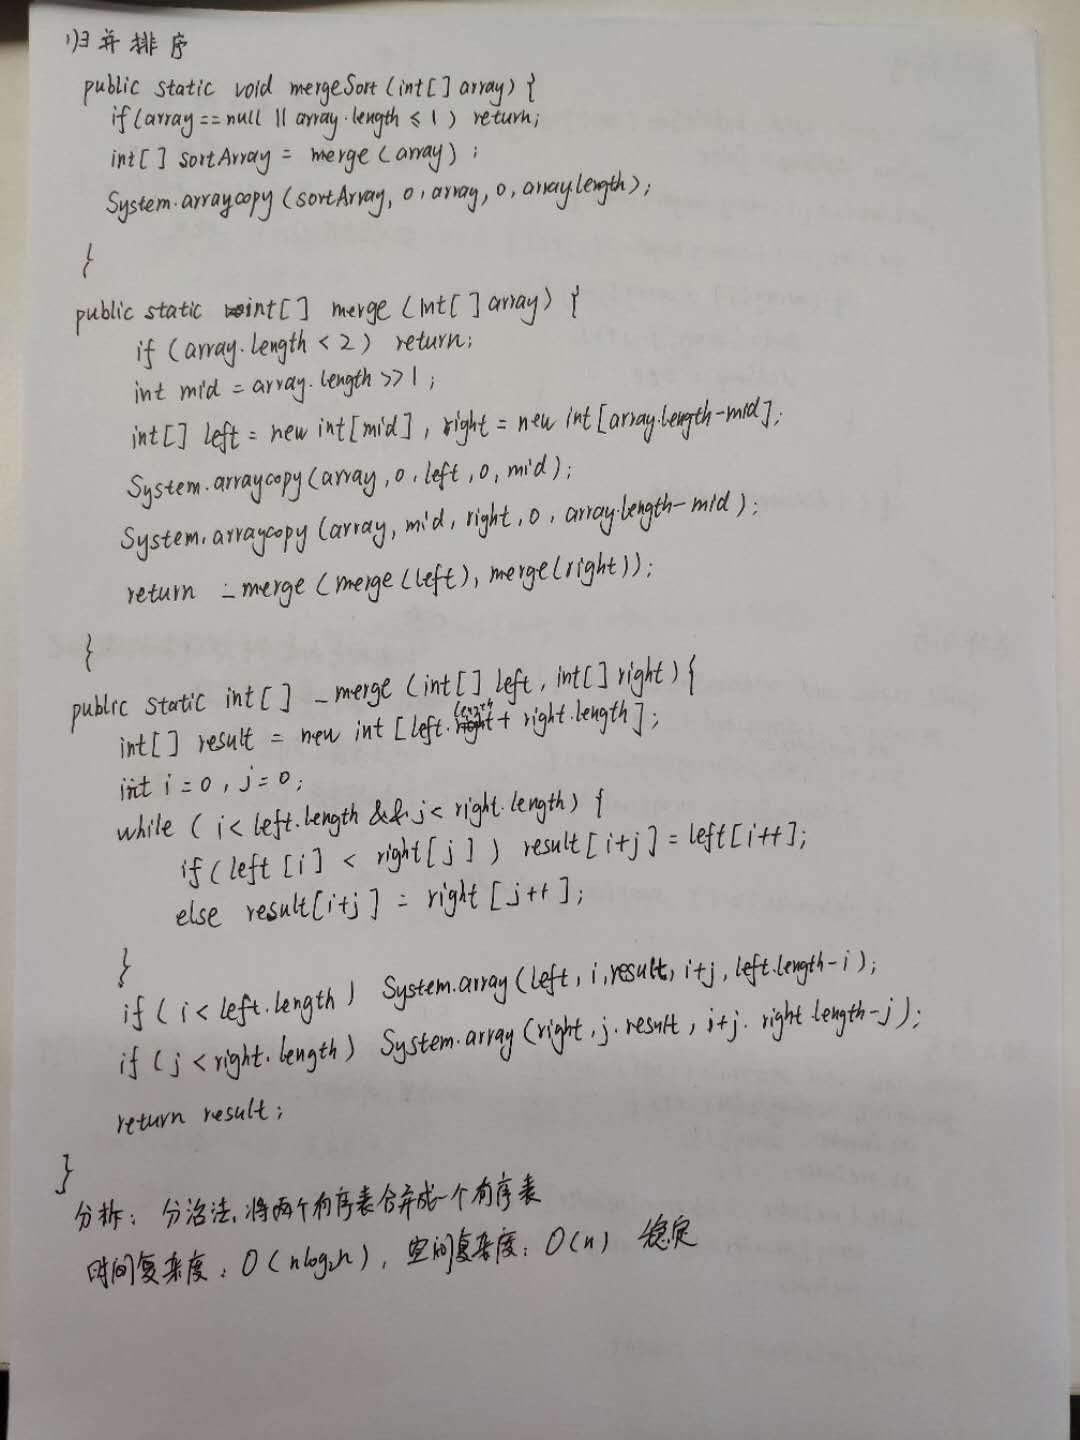 归并排序
public static void mergeSort (int[] array) {
if (array == null || array.length ≤ 1) return;
int[] sortArray = merge (array) ;
System.arraycopy (sortArray, 0, array, 0, array.length);
}
public static int[] merge (int[] array) {
if (array.length < 2) return;
int mid = array.length >> 1;
int[] left = new int[mid], right = new int[array.length-mid];
System.arraycopy (array, 0, left, 0, mid);
System.arraycopy (array, mid, right, 0, array.length-mid);
return _merge (merge (left), merge(right));
}
public static int[] _merge (int[] left, int[] right) {
int[] result = new int [left.length + right.length];
int i=0, j=0;
while (i < left.length && j < right.length) {
if (left [i] < right [j]) result [i+j] = left [i++];
else result[i+j] = right [j++];
}
if (i < left.length) System.array (left, i, result, i+j, left.length-i);
if (j < right.length) System.array (right, j. result, i+j. right.length-j);
return result;
}
分析: 分治法, 将两个有序表合并成一个有序表
时间复杂度: O(nlog₂n), 空间复杂度: O(n) 稳定